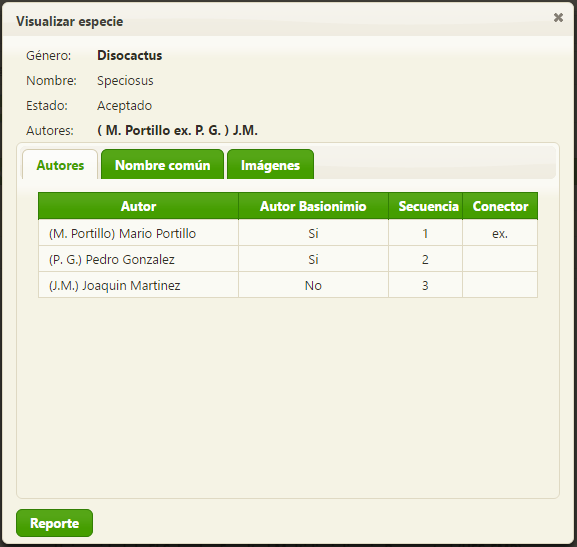 Visualizar especie
Género: Disocactus
Nombre: Speciosus
Estado: Aceptado
Autores: ( M. Portillo ex. P. G. ) J.M.
Autores Nombre común Imágenes
Autor Autor Basionimio Secuencia Conector
(M. Portillo) Mario Portillo Si 1 ex.
(P. G.) Pedro Gonzalez Si 2
(J.M.) Joaquin Martinez No 3
Reporte